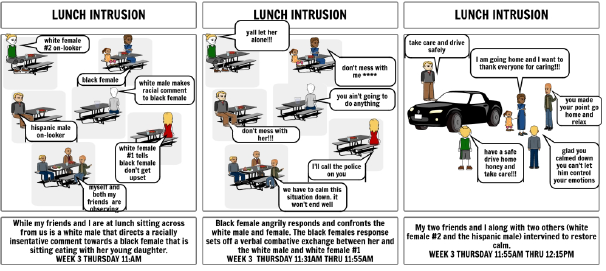 LUNCH INTRUSION
white female
#2 on-looker
black female
white male makes
racial comment
to black female
hispanic male
on-looker
white female
#1 tells
black female
don't get
upset
myself and
both my
friends are
observing
While my friends and I are at lunch sitting across
from us is a white male that directs a racially
insentative comment towards a black female that is
sitting eating with her young daughter.
WEEK 3 THURSDAY 11:AM
LUNCH INTRUSION
yall let her
alone!!!
don't mess with
me ****
you ain't going to
do anything
don't mess with
her!!!
I'll call the police
on you
we have to calm this
situation down. it
won't end well
Black female angrily responds and confronts the
white male and female. The black females response
sets off a verbal combative exchange between her and
the white male and white female #1
WEEK 3 THURSDAY 11:31AM THRU 11:55AM
LUNCH INTRUSION
take care and drive
safely
I am going home and I want to
thank everyone for caring!!!
you made
your point go
home and
relax
have a safe
drive home
honey and
take care!!!
glad you
calmed down
you can't let
him control
your emotions
My two friends and I along with two others (white
female #2 and the hispanic male) intervined to restore
calm.
WEEK 3 THURSDAY 11:55AM THRU 12:15PM